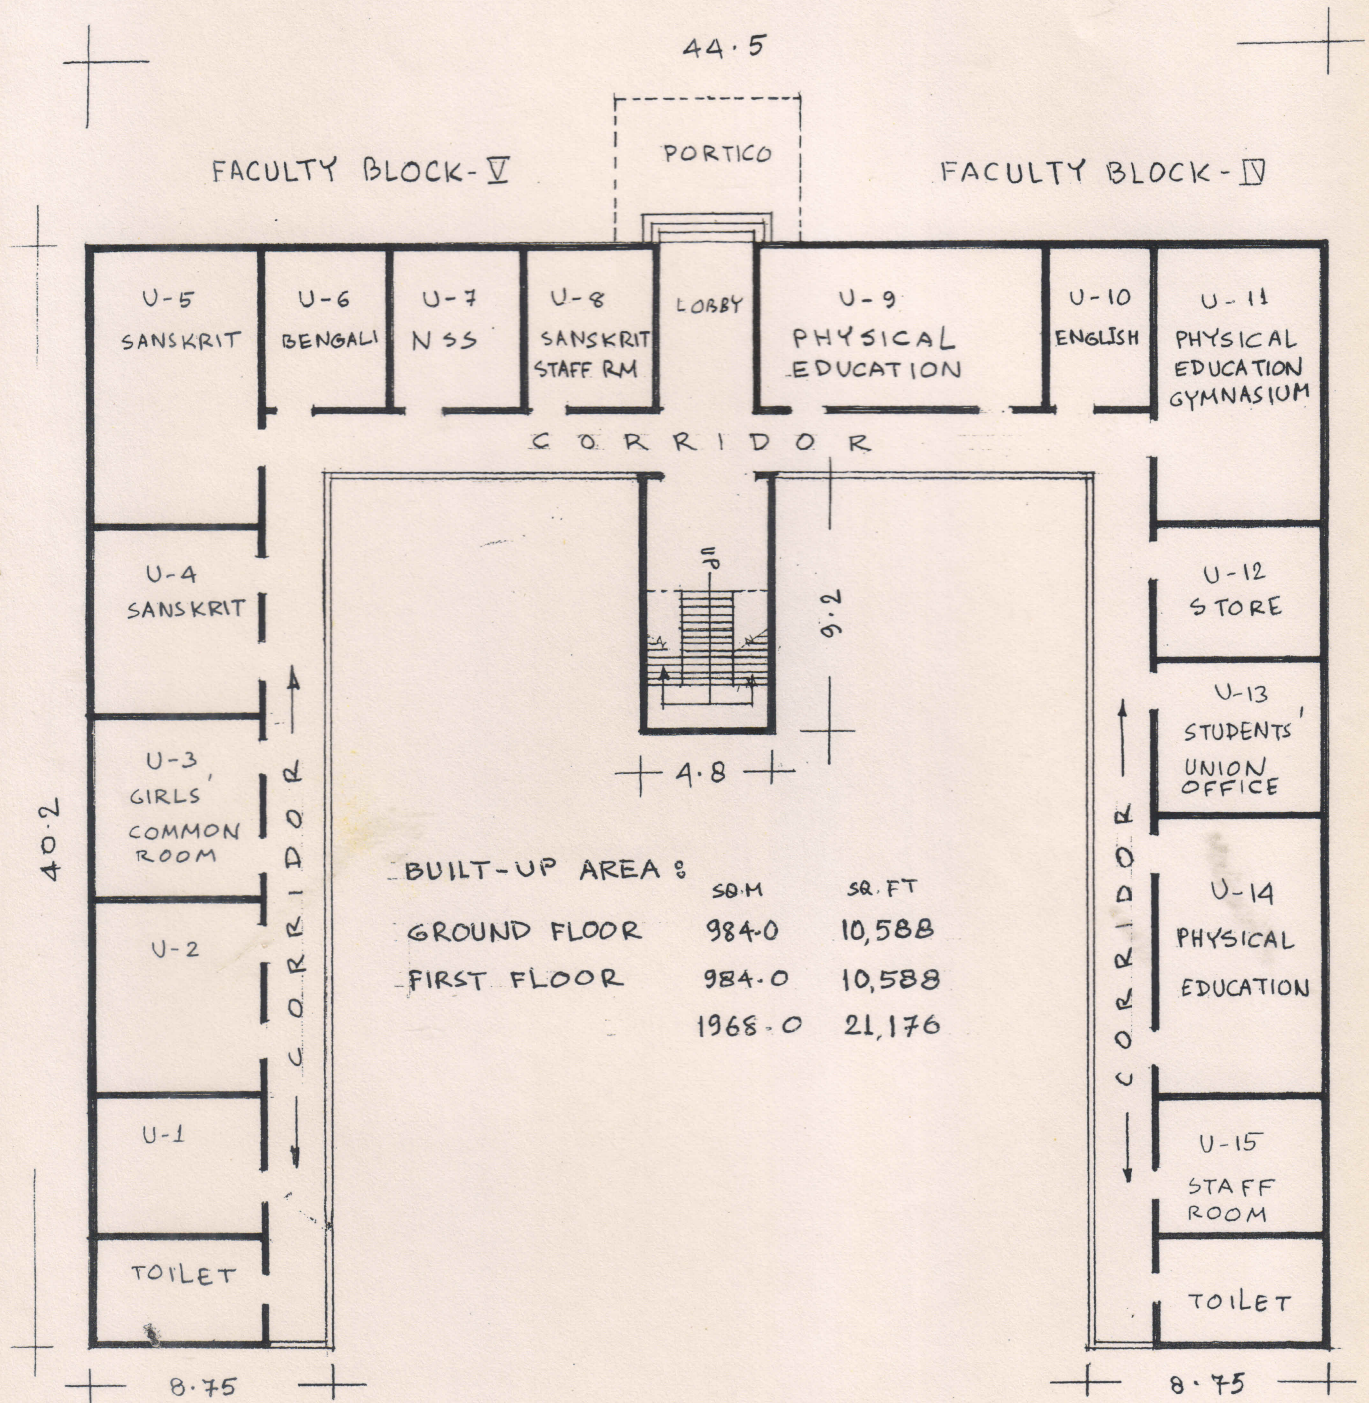 44.5
PORTICO
FACULTY BLOCK-V
FACULTY BLOCK-IV
U-5
SANSKRIT
U-6
BENGALI
U-7
NSS
U-8
SANSKRIT
STAFF RM
LOBBY
U-9
PHYSICAL
EDUCATION
U-10
ENGLISH
U-11
PHYSICAL
EDUCATION
GYMNASIUM
CORRIDOR
UP
9.2
4.8
U-4
SANSKRIT
U-3
GIRLS'
COMMON
ROOM
U-2
U-1
TOILET
CORRIDOR
40.2
8.75
BUILT-UP AREA:
SQ.M SQ.FT
GROUND FLOOR 984.0 10,588
FIRST FLOOR 984.0 10,588
1968.0 21,176
CORRIDOR
U-12
STORE
U-13
STUDENTS'
UNION
OFFICE
U-14
PHYSICAL
EDUCATION
U-15
STAFF
ROOM
TOILET
8.75